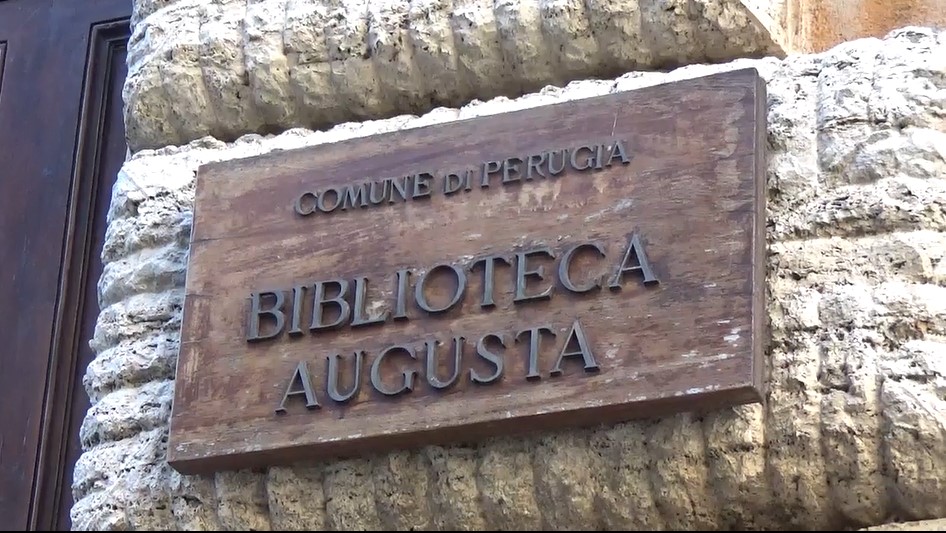 COMUNE DI PERUGIA
BIBLIOTECA
AUGUSTA